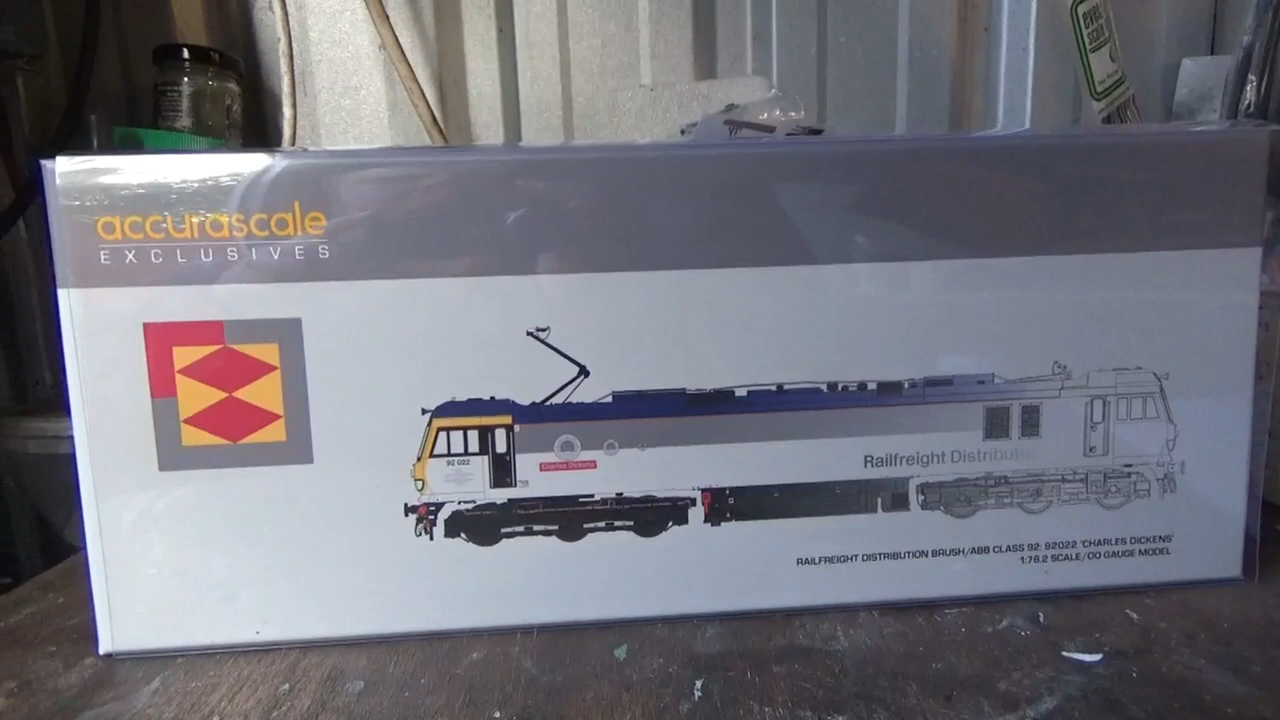 accurascale
EXCLUSIVES
92 022
Charles Dickens
Railfreight Distribution
RAILFREIGHT DISTRIBUTION BRUSH/ABB CLASS 92: 92022 'CHARLES DICKENS'
1:76.2 SCALE/OO GAUGE MODEL